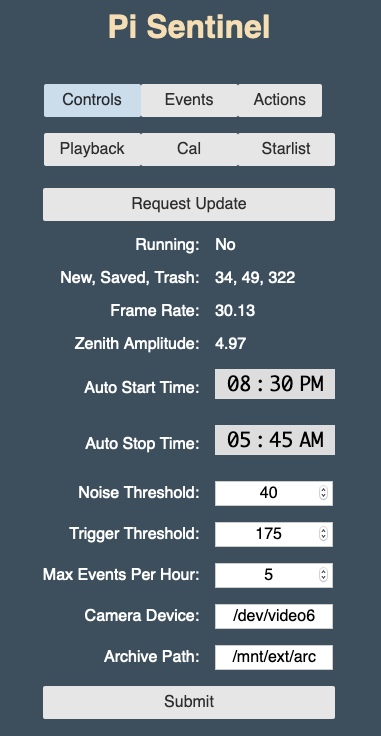 Pi Sentinel
Controls Events Actions
Playback Cal Starlist
Request Update
Running: No
New, Saved, Trash: 34, 49, 322
Frame Rate: 30.13
Zenith Amplitude: 4.97
Auto Start Time: 08:30 PM
Auto Stop Time: 05:45 AM
Noise Threshold: 40
Trigger Threshold: 175
Max Events Per Hour: 5
Camera Device: /dev/video6
Archive Path: /mnt/ext/arc
Submit